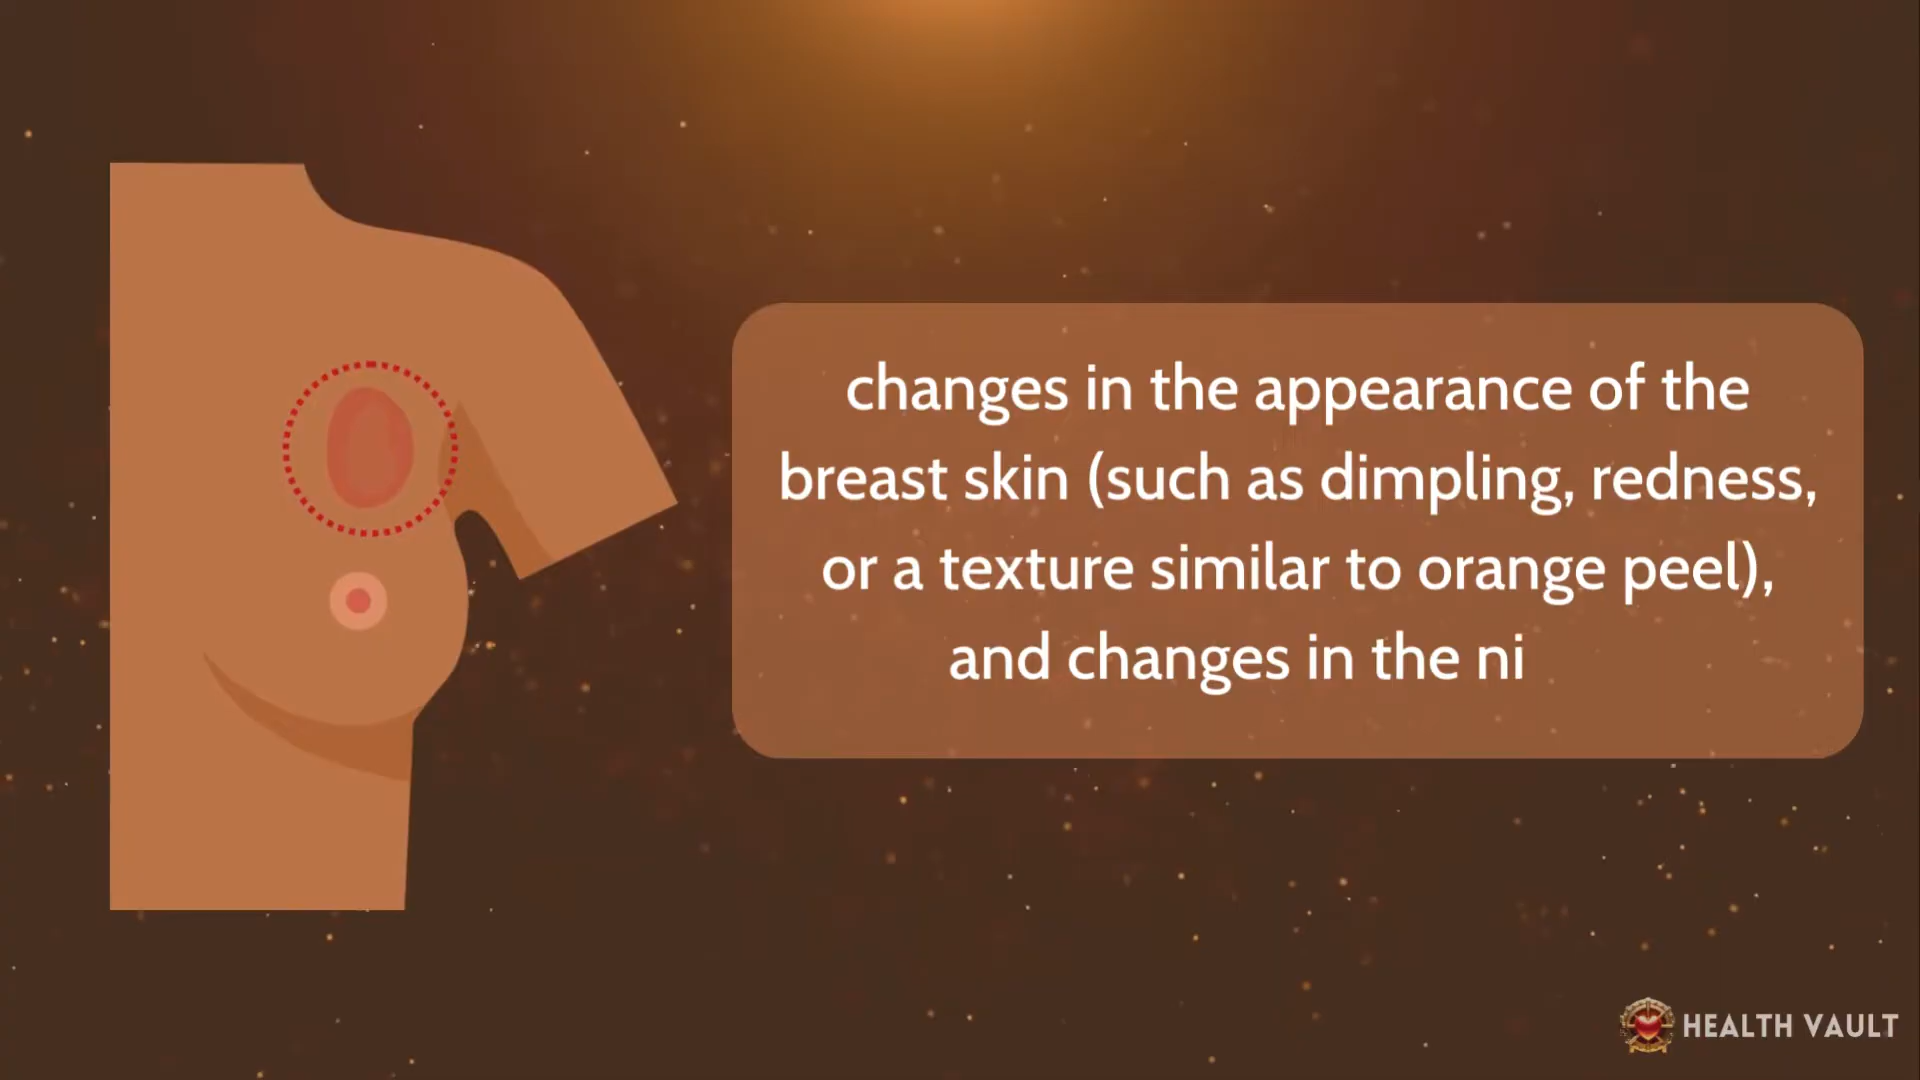 changes in the appearance of the
breast skin (such as dimpling, redness,
or a texture similar to orange peel),
and changes in the ni
HEALTH VAULT